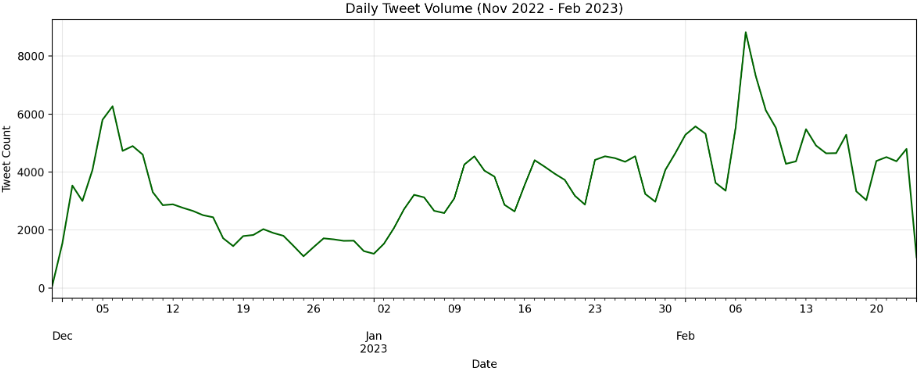 Daily Tweet Volume (Nov 2022 - Feb 2023)
Tweet Count
8000
6000
4000
2000
0
05 12 19 26 02 09 16 23 30 06 13 20
Dec Jan Feb
2023
Date